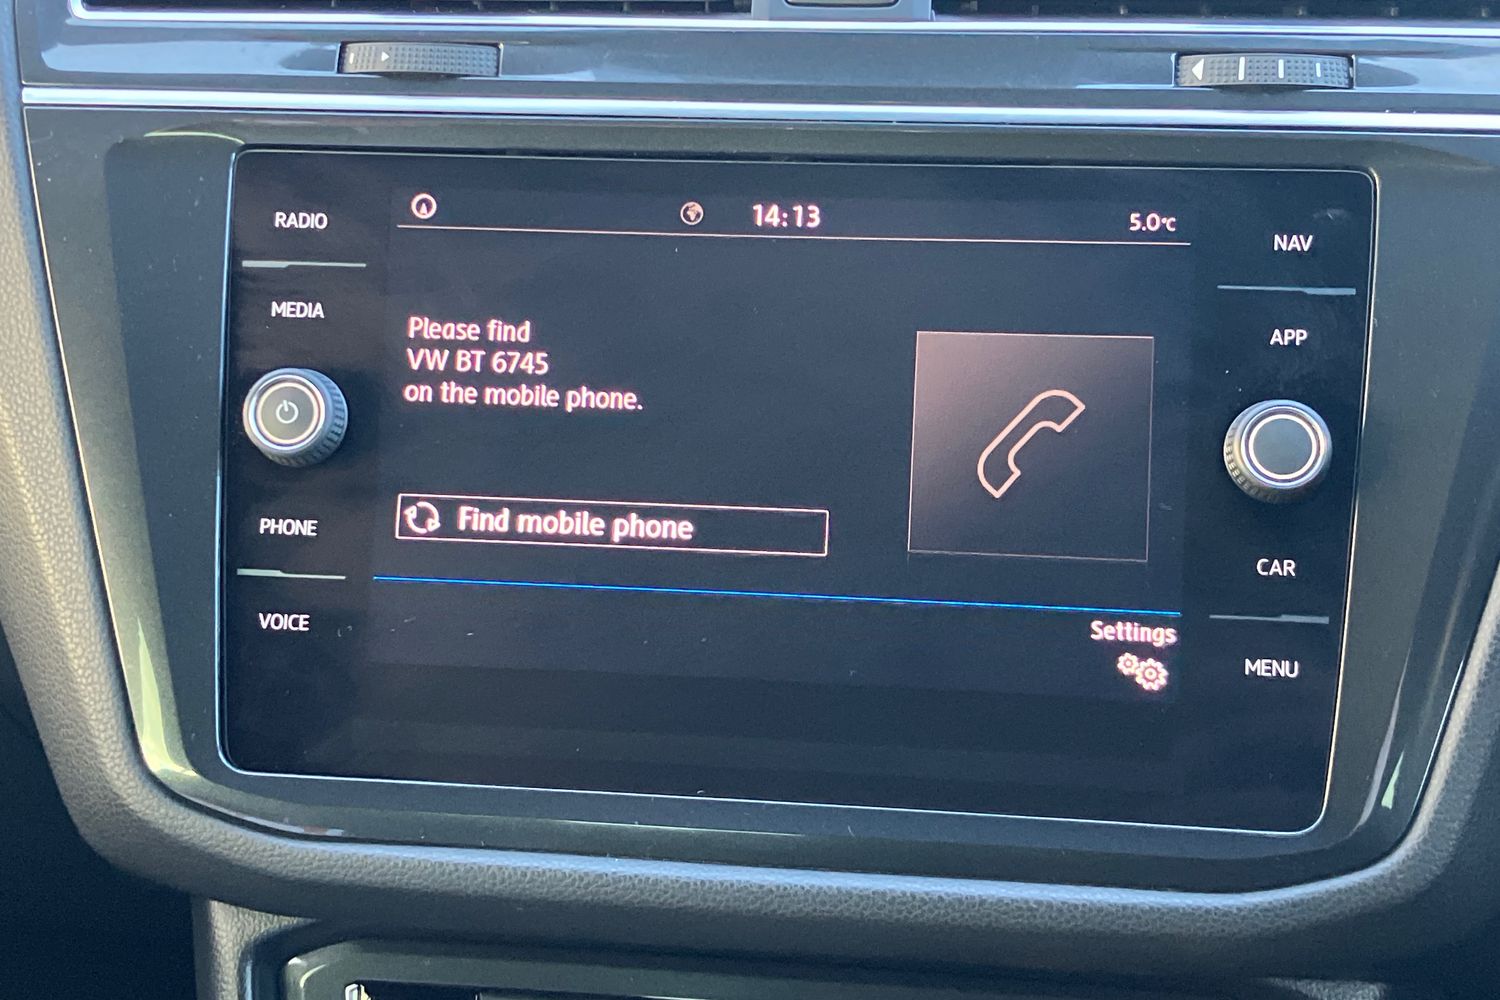 RADIO
MEDIA
PHONE
VOICE
14:13
5.0°C
Please find
VW BT 6745
on the mobile phone.
Find mobile phone
Settings
NAV
APP
CAR
MENU